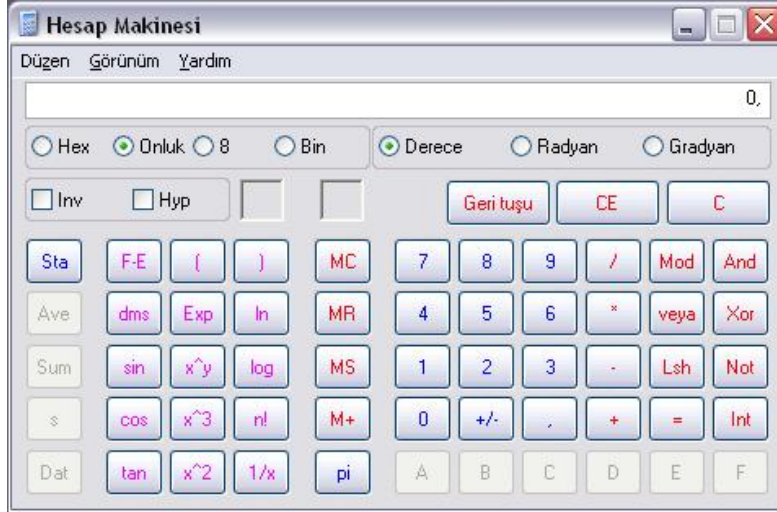 Hesap Makinesi
Düzen Görünüm Yardım
0,
Hex Onluk 8 Bin Derece Radyan Gradyan
Inv Hyp Geri tuşu CE C
Sta F-E ( ) MC 7 8 9 / Mod And
Ave dms Exp ln MR 4 5 6 * veya Xor
Sum sin x^y log MS 1 2 3 - Lsh Not
s cos x^3 n! M+ 0 +/- , + = Int
Dat tan x^2 1/x pi A B C D E F